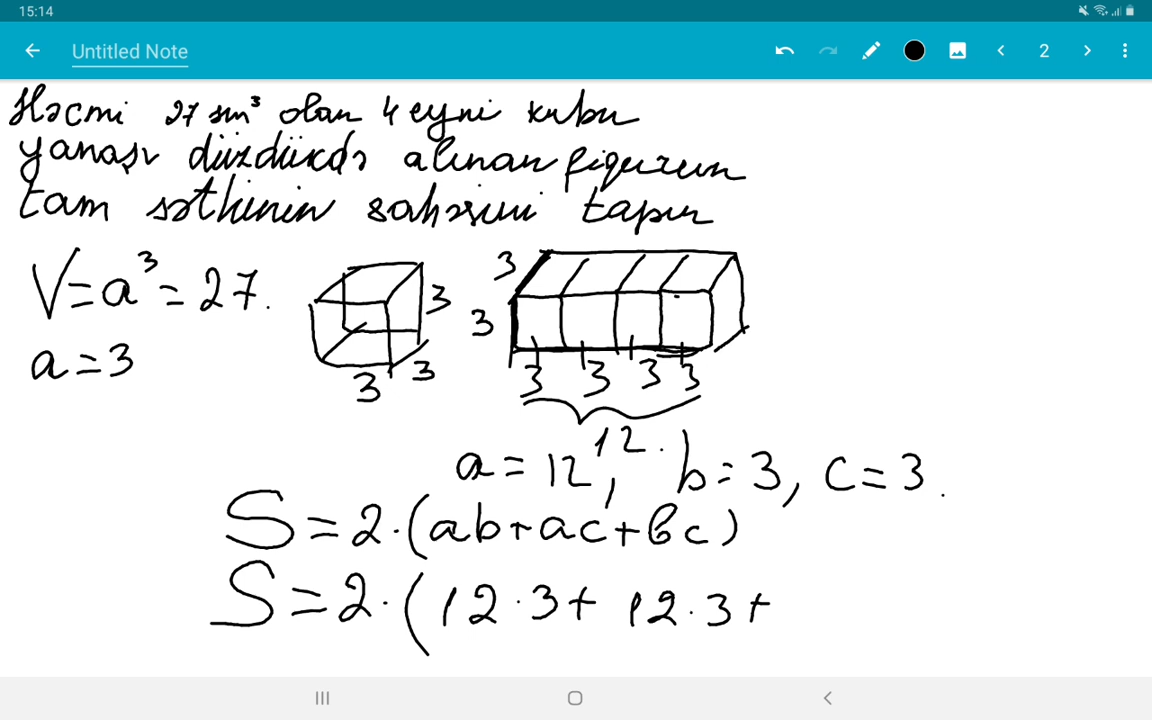 15:14
Untitled Note
2
Həcmi 27 sm³ olan 4 eyni kubu
yanaşı düzdükdə alınan fiqurun
tam səthinin sahəsini tapın
V=a³=27.
a=3
3
3
3
3
3
3 3 3 3
12.
a=12, b=3, c=3.
S=2·(ab+ac+bc)
S=2·(12·3+ 12·3+